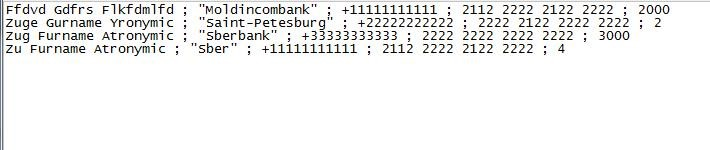 Ffdvd Gdfrs Flkfdmlfd ; "Moldincombank" ; +11111111111 ; 2112 2222 2122 2222 ; 2000
Zuge Gurname Yronymic ; "Saint-Petesburg" ; +22222222222 ; 2222 2122 2222 2222 ; 2
Zug Furname Atronymic ; "Sberbank" ; +33333333333 ; 2222 2222 2222 2222 ; 3000
Zu Furname Atronymic ; "Sber" ; +11111111111 ; 2112 2222 2122 2222 ; 4